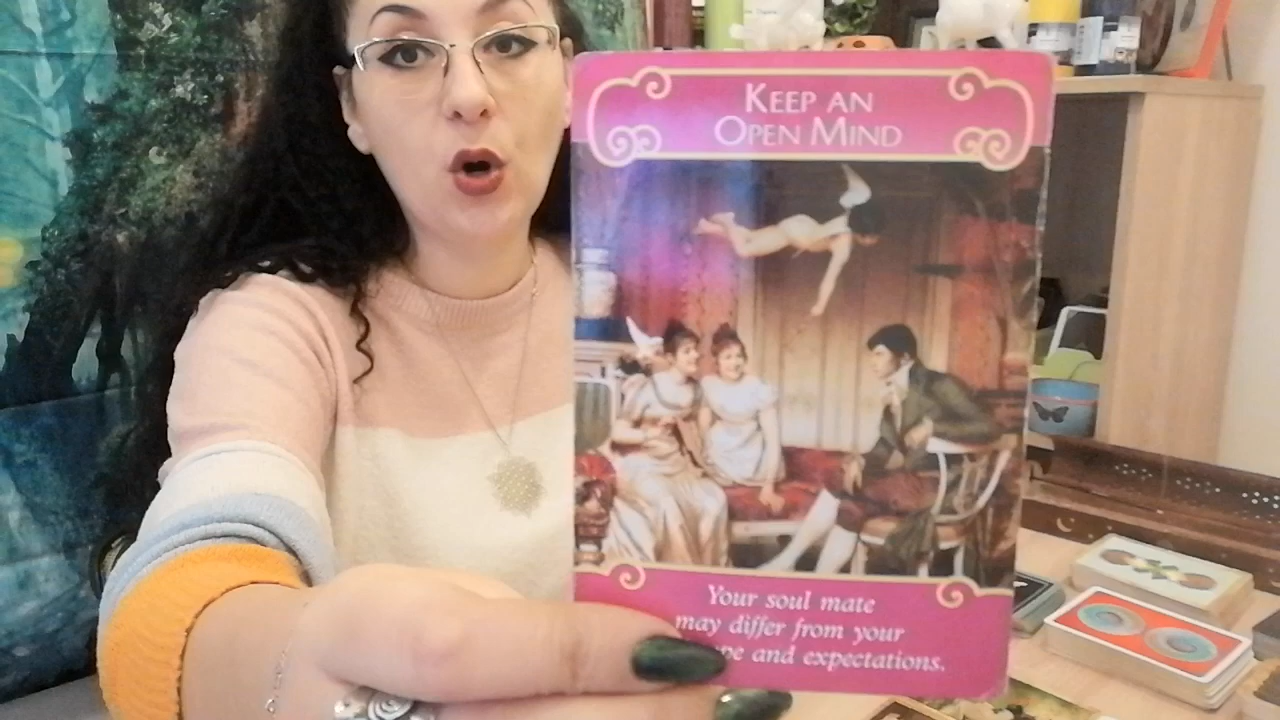 KEEP AN
OPEN MIND
Your soul mate
may differ from your
and expectations.